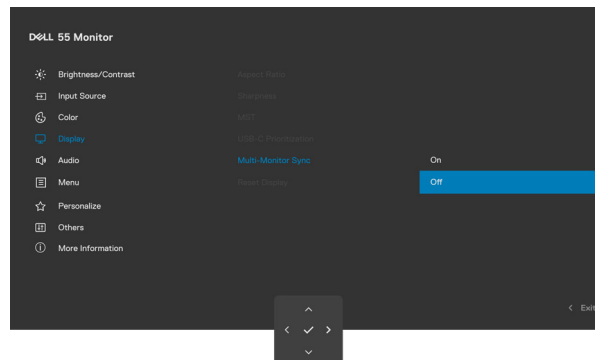 DELL 55 Monitor
Brightness/Contrast
Input Source
Color
Display
Audio
Menu
Personalize
Others
More Information
Aspect Ratio
Sharpness
MST
USB-C Prioritization
Multi-Monitor Sync
Reset Display
On
Off
Exit